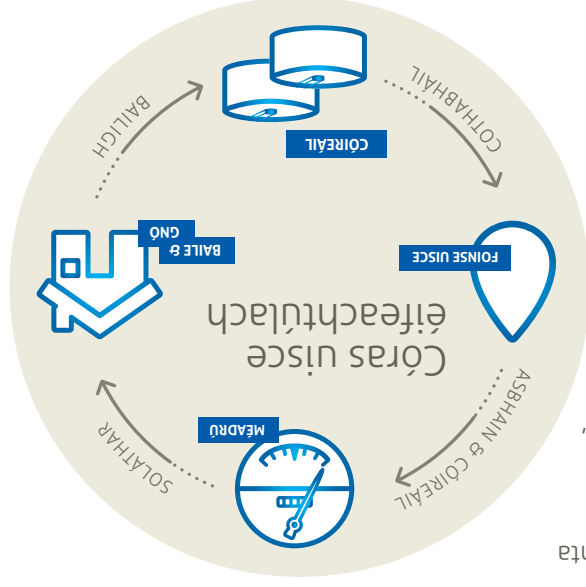 Córas uisce
éifeachtúlach
FOINSE UISCE
ASBHAIN & CÓIREÁIL
MÉADRÚ
SOLÁTHAR
BAILE &
GNÓ
BAILIGH
CÓIREÁIL
COTHABHÁIL